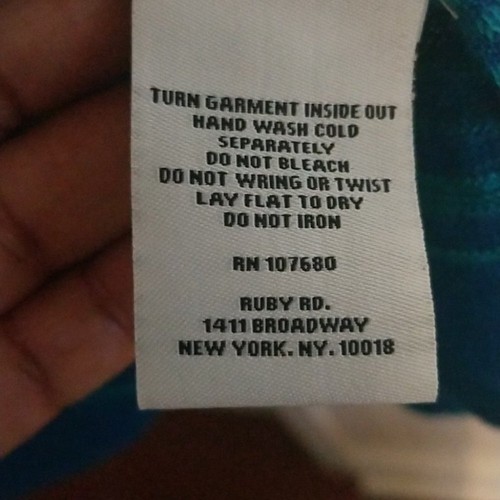 TURN GARMENT INSIDE OUT
HAND WASH COLD
SEPARATELY
DO NOT BLEACH
DO NOT WRING OR TWIST
LAY FLAT TO DRY
DO NOT IRON
RN 107680
RUBY RD.
1411 BROADWAY
NEW YORK. NY. 10018